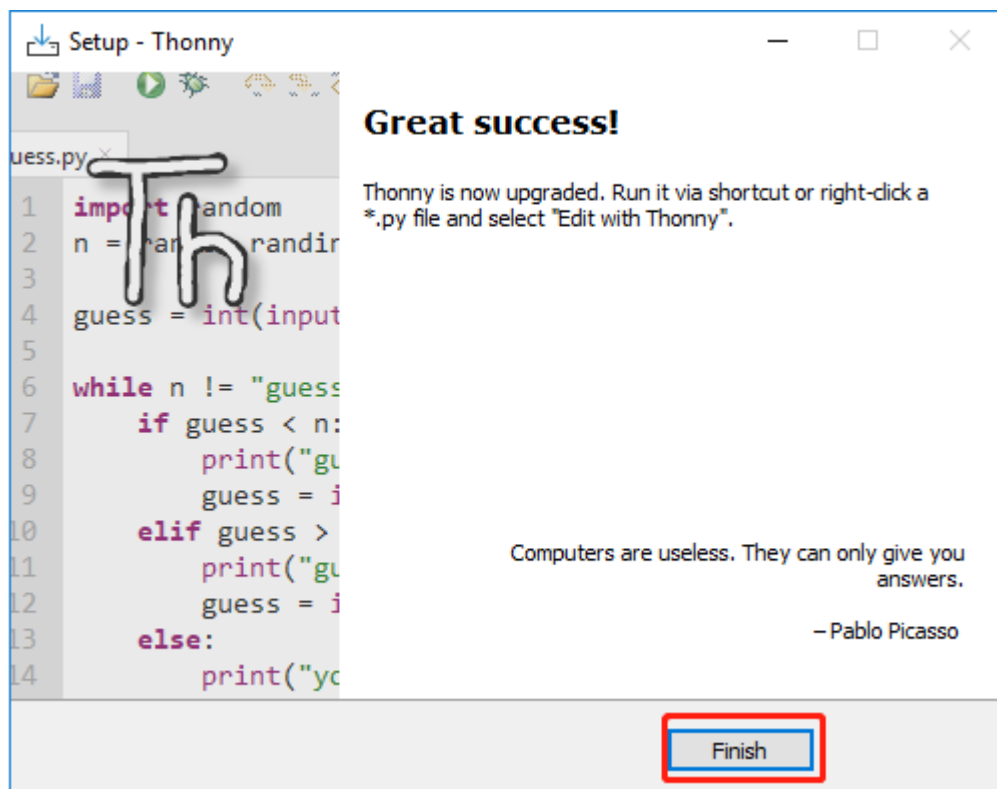 Setup - Thonny
Great success!
uess.py
Th
Thonny is now upgraded. Run it via shortcut or right-click a
*.py file and select "Edit with Thonny".
1 import random
2 n = randin
3
4 guess = int(input
5
6 while n != "guess
7 if guess < n:
8 print("gu
9 guess = i
10 elif guess >
11 print("gu
12 guess = i
13 else:
14 print("yo
Computers are useless. They can only give you
answers.
– Pablo Picasso
Finish